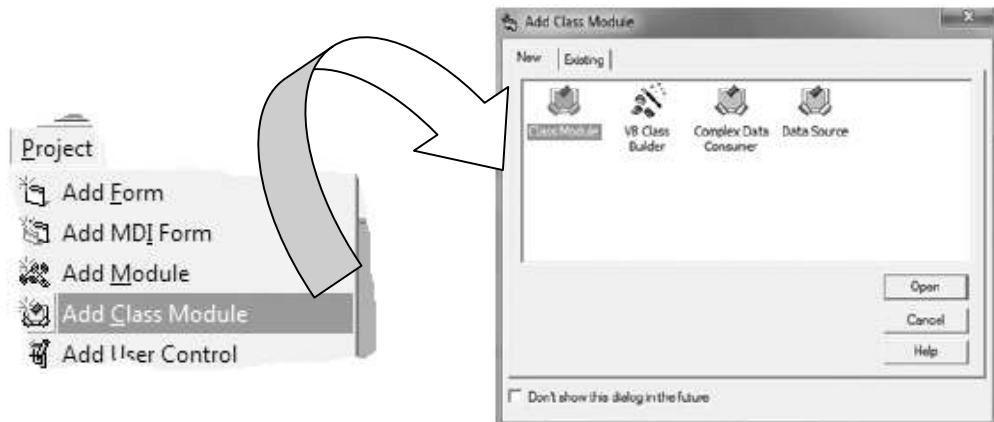 Project
Add Form
Add MDI Form
Add Module
Add Class Module
Add User Control
Add Class Module
New Existing
Class Module VB Class Builder Complex Data Consumer Data Source
Open
Cancel
Help
Don't show this dialog in the future